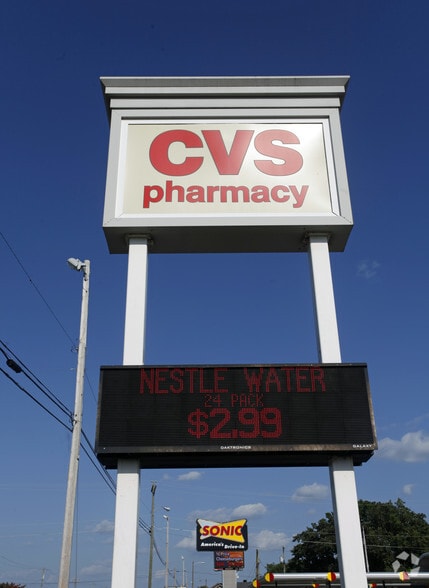 CVS
pharmacy
NESTLE WATER
24 PACK
$2.99
DAKTRONICS
GALAXY
SONIC
America's Drive-In